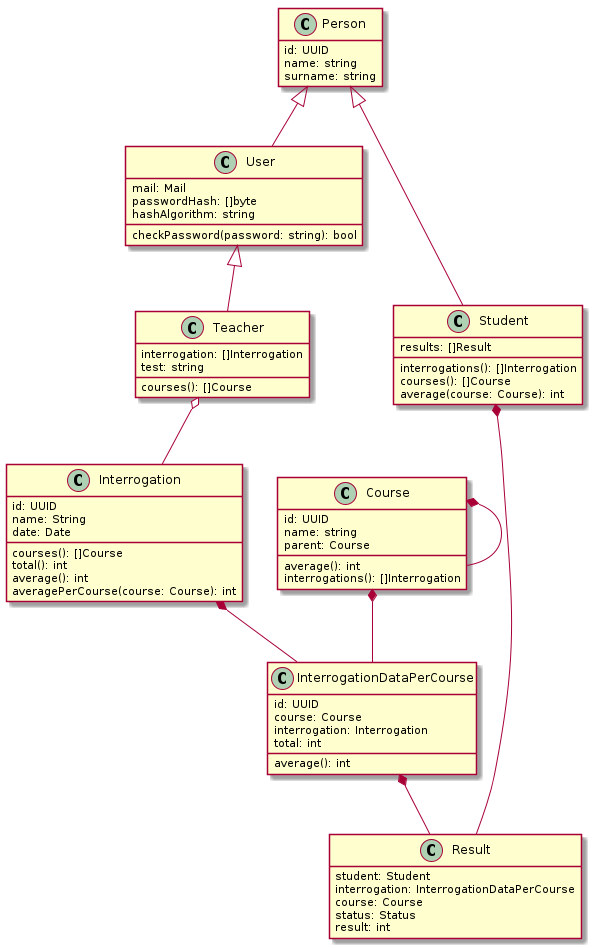 C Person
id: UUID
name: string
surname: string
C User
mail: Mail
passwordHash: []byte
hashAlgorithm: string
checkPassword(password: string): bool
C Teacher
interrogation: []Interrogation
test: string
courses(): []Course
C Student
results: []Result
interrogations(): []Interrogation
courses(): []Course
average(course: Course): int
C Interrogation
id: UUID
name: String
date: Date
courses(): []Course
total(): int
average(): int
averagePerCourse(course: Course): int
C Course
id: UUID
name: string
parent: Course
average(): int
interrogations(): []Interrogation
C InterrogationDataPerCourse
id: UUID
course: Course
interrogation: Interrogation
total: int
average(): int
C Result
student: Student
interrogation: InterrogationDataPerCourse
course: Course
status: Status
result: int